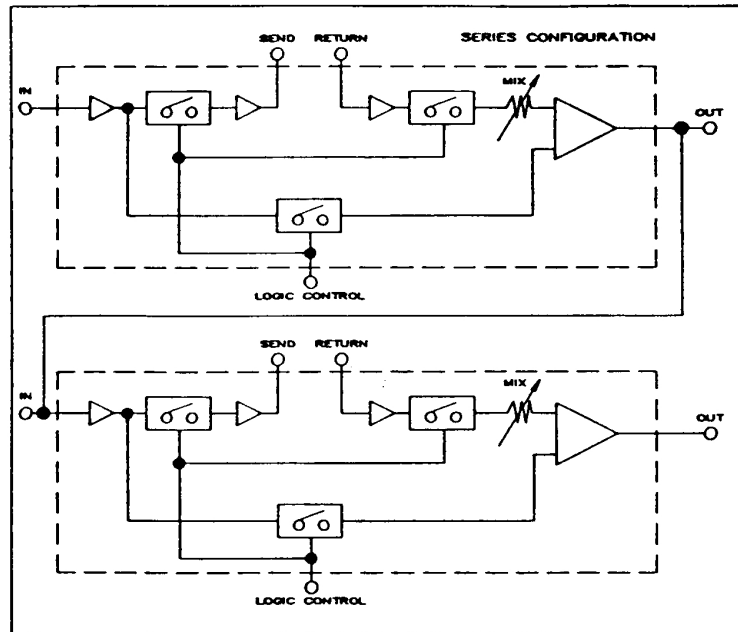 SEND RETURN SERIES CONFIGURATION
MIX
IN
OUT
LOGIC CONTROL
SEND RETURN
MIX
IN
OUT
LOGIC CONTROL